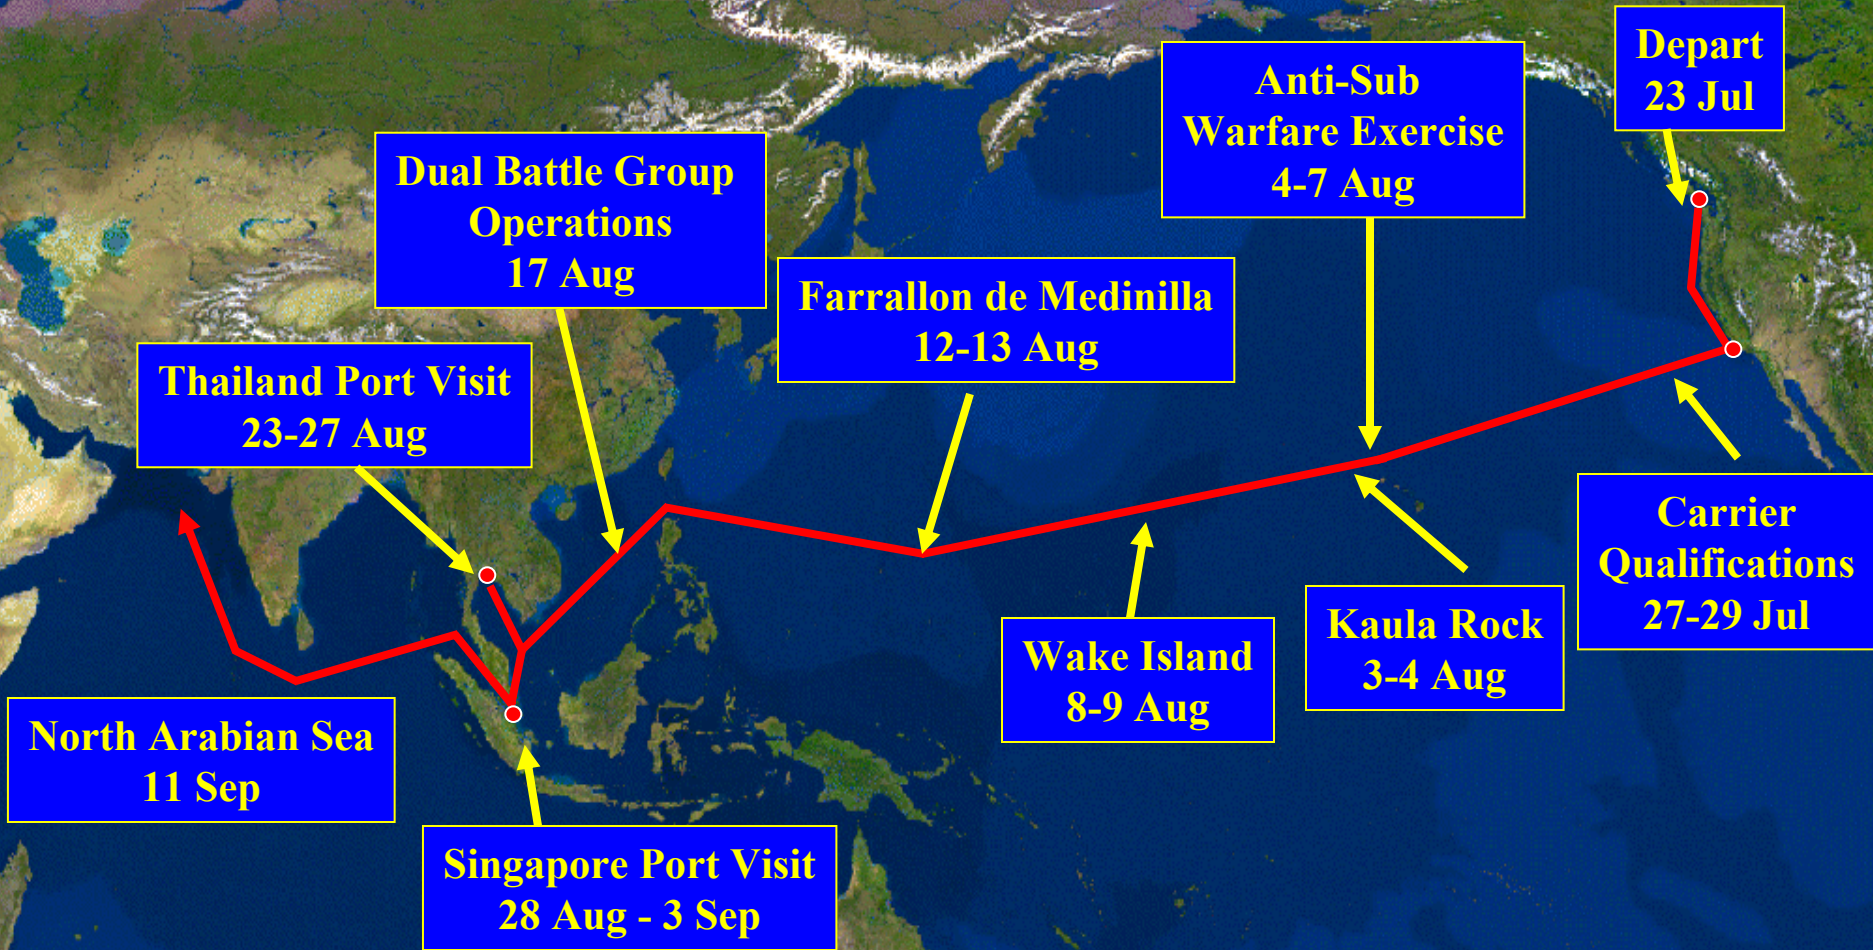 Depart
23 Jul
Anti-Sub
Warfare Exercise
4-7 Aug
Dual Battle Group
Operations
17 Aug
Farrallon de Medinilla
12-13 Aug
Thailand Port Visit
23-27 Aug
Carrier
Qualifications
27-29 Jul
Kaula Rock
3-4 Aug
Wake Island
8-9 Aug
North Arabian Sea
11 Sep
Singapore Port Visit
28 Aug - 3 Sep